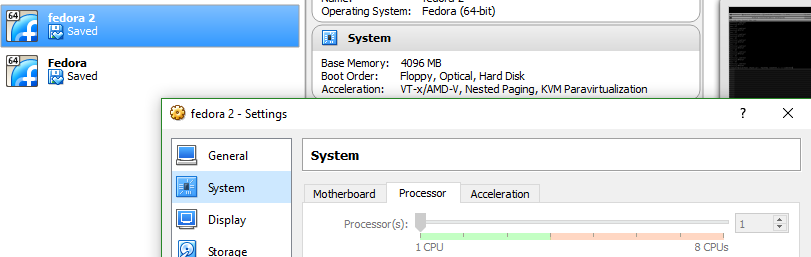 64
fedora 2
Saved
64
Fedora
Saved
Operating System: Fedora (64-bit)
System
Base Memory: 4096 MB
Boot Order: Floppy, Optical, Hard Disk
Acceleration: VT-x/AMD-V, Nested Paging, KVM Paravirtualization
fedora 2 - Settings
?
General
System
Display
Storage
System
Motherboard Processor Acceleration
Processor(s): 1
1 CPU 8 CPUs